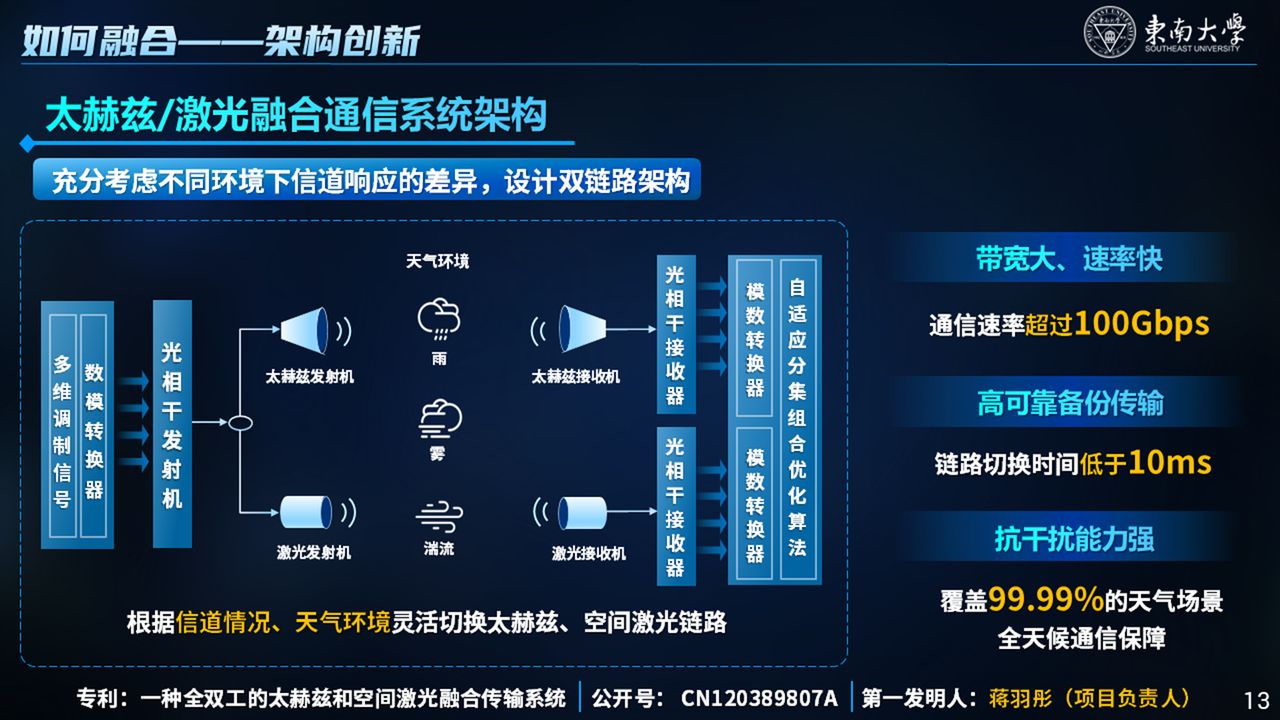 如何融合——架构创新
東南大學
SOUTHEAST UNIVERSITY
太赫兹/激光融合通信系统架构
充分考虑不同环境下信道响应的差异，设计双链路架构
多维调制信号
数模转换器
光相干发射机
太赫兹发射机
激光发射机
天气环境
雨
雾
湍流
太赫兹接收机
激光接收机
光相干接收器
光相干接收器
模数转换器
模数转换器
自适应分集组合优化算法
根据信道情况、天气环境灵活切换太赫兹、空间激光链路
带宽大、速率快
通信速率超过100Gbps
高可靠备份传输
链路切换时间低于10ms
抗干扰能力强
覆盖99.99%的天气场景
全天候通信保障
专利：一种全双工的太赫兹和空间激光融合传输系统
公开号： CN120389807A
第一发明人：蒋羽彤（项目负责人）
13